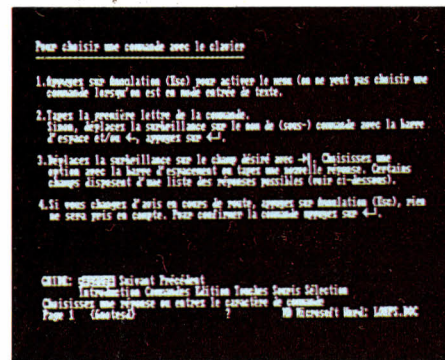 Pour choisir une commande avec le clavier
1.Appuyez sur Annulation (Esc) pour activer le menu (on ne peut pas choisir une
commande lorsqu'on est en mode entrée de texte.
2.Tapez la première lettre de la commande.
Sinon, déplacez la surbrillance sur le nom de (sous-) commande avec la barre
d'espace et/ou ←, appuyez sur ↵.
3.Déplacez la surbrillance sur le champ désiré avec →|. Choisissez une
option avec la barre d'espacement ou tapez une nouvelle réponse. Certains
champs disposent d'une liste des réponses possibles (voir ci-dessous).
4.Si vous changez d'avis en cours de route, appuyez sur Annulation (Esc), rien
ne sera pris en compte. Pour confirmer la commande appuyez sur ↵.
GUIDE: Suivant Précédent
Introduction Commandes Edition Touches Souris Sélection
Choisissez une réponse ou entrez le caractère de commande
Page 1 ? Microsoft Word: LOUPS.DOC